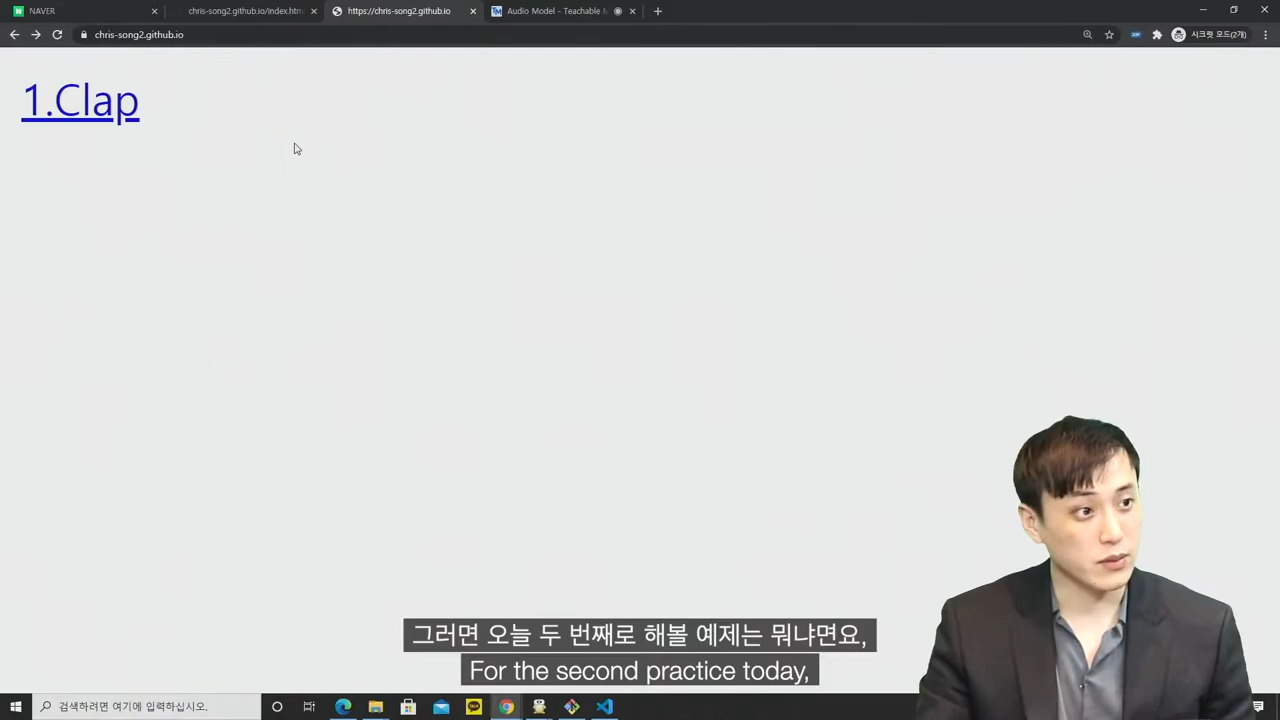 NAVER
chris-song2.github.io/index.htm
https://chris-song2.github.io
Audio Model - Teachable M
chris-song2.github.io
시크릿 모드(2개)
1.Clap
그러면 오늘 두 번째로 해볼 예제는 뭐냐면요,
For the second practice today,
검색하려면 여기에 입력하십시오.